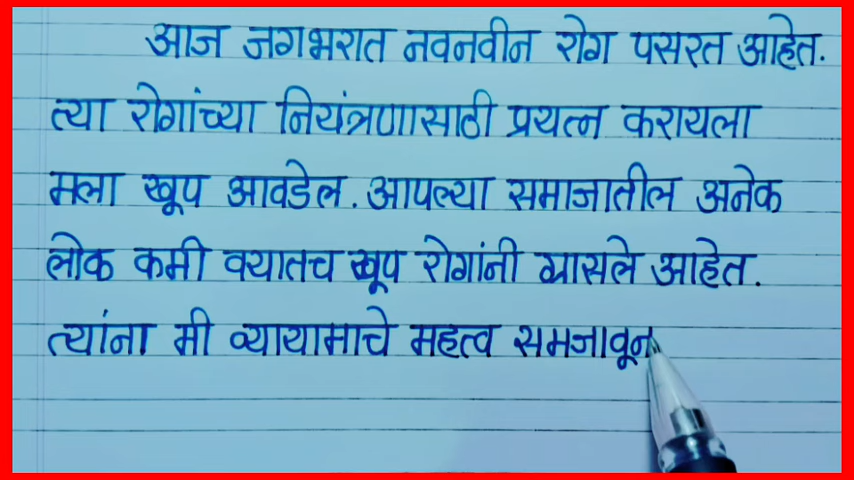 आज जगभरात नवनवीन रोग पसरत आहेत.
त्या रोगांच्या नियंत्रणासाठी प्रयत्न करायला
मला खूप आवडेल. आपल्या समाजातील अनेक
लोक कमी वयातच खूप रोगांनी ग्रासले आहेत.
त्यांना मी व्यायामाचे महत्व समजावून